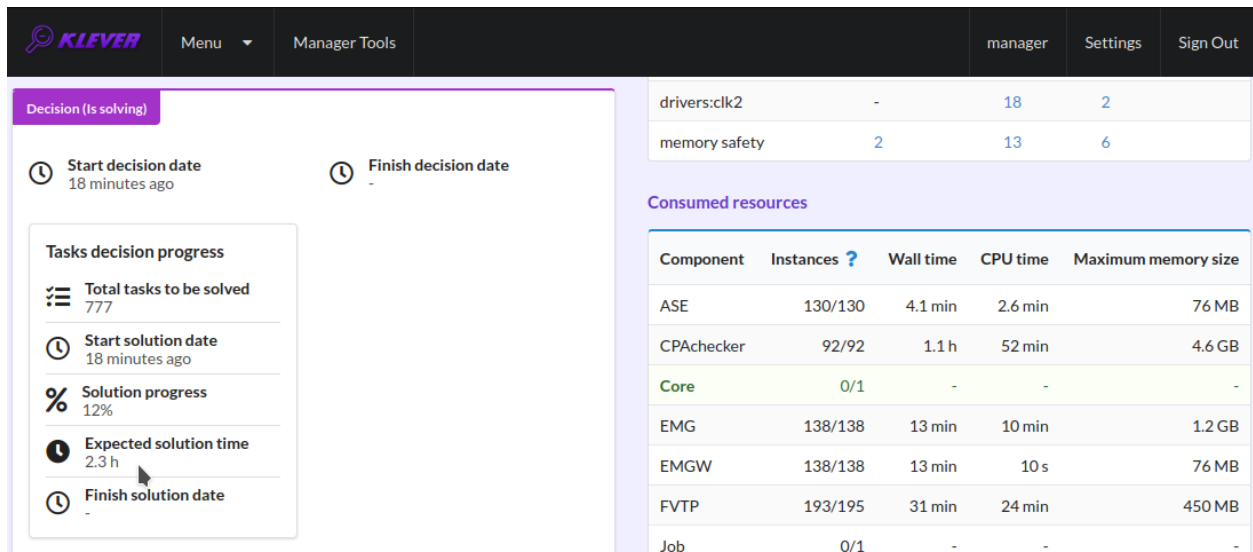 KLEVER Menu Manager Tools manager Settings Sign Out
Decision (Is solving)
Start decision date
18 minutes ago
Finish decision date
-
Tasks decision progress
Total tasks to be solved
777
Start solution date
18 minutes ago
Solution progress
12%
Expected solution time
2.3 h
Finish solution date
-
drivers:clk2 - 18 2
memory safety 2 13 6
Consumed resources
Component Instances ? Wall time CPU time Maximum memory size
ASE 130/130 4.1 min 2.6 min 76 MB
CPAchecker 92/92 1.1 h 52 min 4.6 GB
Core 0/1 - - -
EMG 138/138 13 min 10 min 1.2 GB
EMGW 138/138 13 min 10 s 76 MB
FVTP 193/195 31 min 24 min 450 MB
Job 0/1 - - -